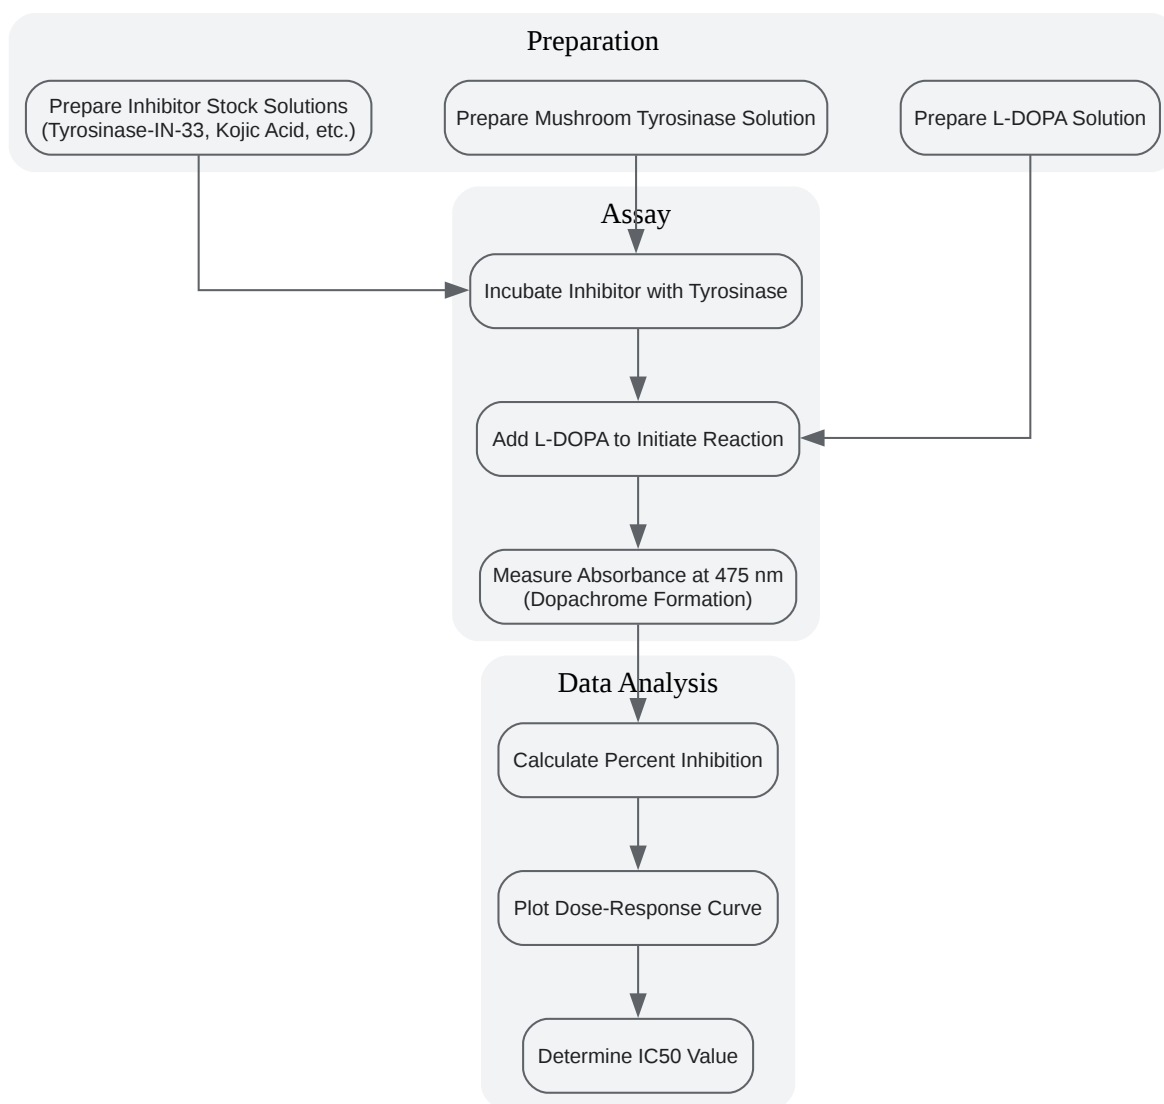 Preparation
Prepare Inhibitor Stock Solutions
(Tyrosinase-IN-33, Kojic Acid, etc.)
Prepare Mushroom Tyrosinase Solution
Prepare L-DOPA Solution
Assay
Incubate Inhibitor with Tyrosinase
Add L-DOPA to Initiate Reaction
Measure Absorbance at 475 nm
(Dopachrome Formation)
Data Analysis
Calculate Percent Inhibition
Plot Dose-Response Curve
Determine IC50 Value